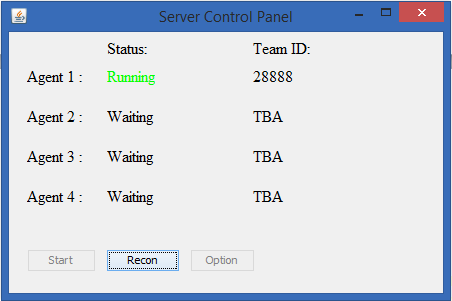 Server Control Panel
Status: Team ID:
Agent 1 : Running 28888
Agent 2 : Waiting TBA
Agent 3 : Waiting TBA
Agent 4 : Waiting TBA
Start Recon Option